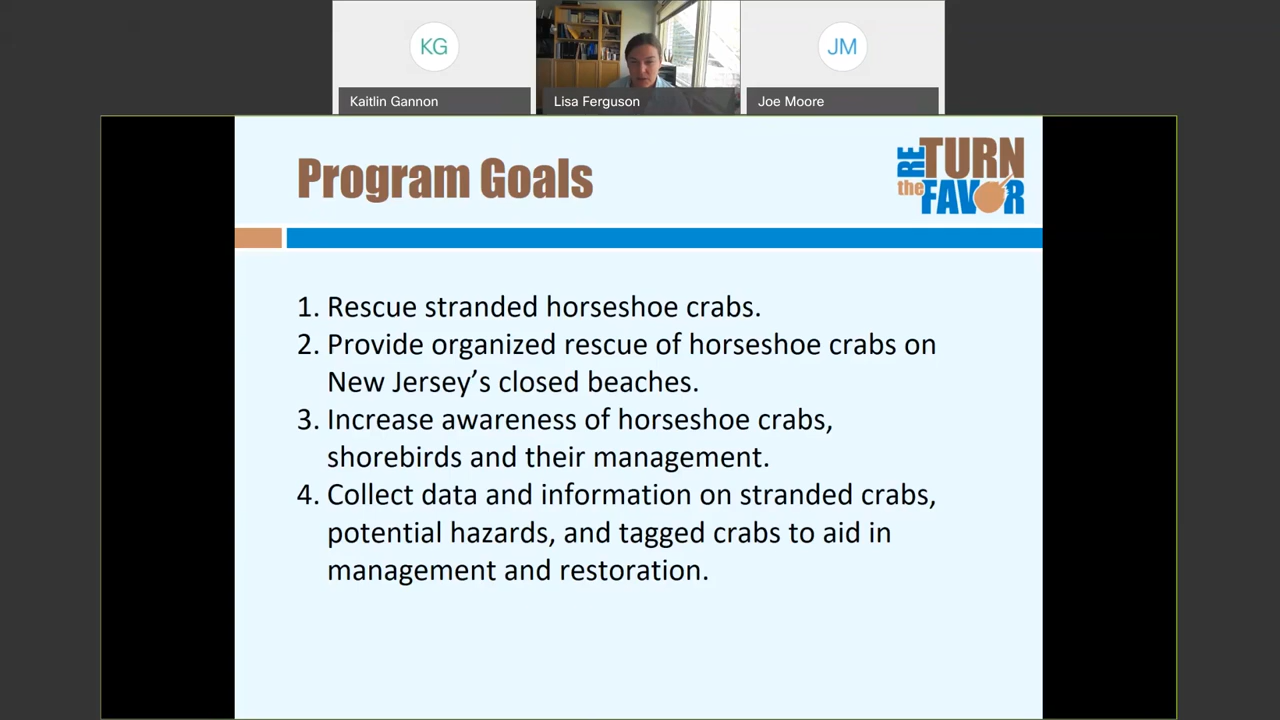 KG
JM
Kaitlin Gannon
Lisa Ferguson
Joe Moore
Program Goals
RE TURN
the FAVOR
1. Rescue stranded horseshoe crabs.
2. Provide organized rescue of horseshoe crabs on
New Jersey’s closed beaches.
3. Increase awareness of horseshoe crabs,
shorebirds and their management.
4. Collect data and information on stranded crabs,
potential hazards, and tagged crabs to aid in
management and restoration.